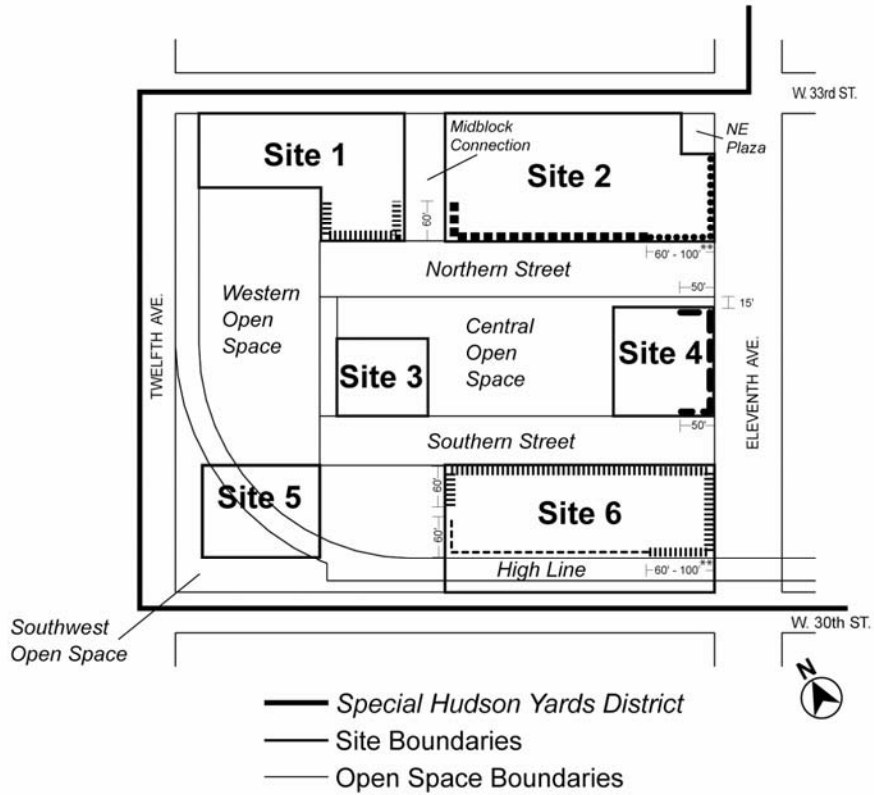 W. 33rd ST.
Site 1
Midblock
Connection
Site 2
NE
Plaza
60'
60' - 100'**
Northern Street
50'
15'
Western
Open
Space
Central
Open
Space
TWELFTH AVE.
Site 3
Site 4
ELEVENTH AVE.
50'
Southern Street
60'
Site 5
Site 6
60'
High Line
60' - 100'**
Southwest
Open Space
W. 30th ST.
N
Special Hudson Yards District
Site Boundaries
Open Space Boundaries